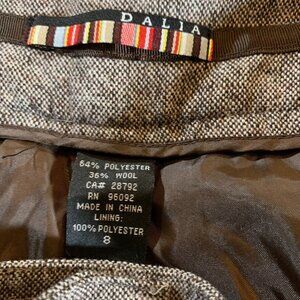 DALIA
64% POLYESTER
36% WOOL
CA# 28792
RN 96092
MADE IN CHINA
LINING:
100% POLYESTER
8